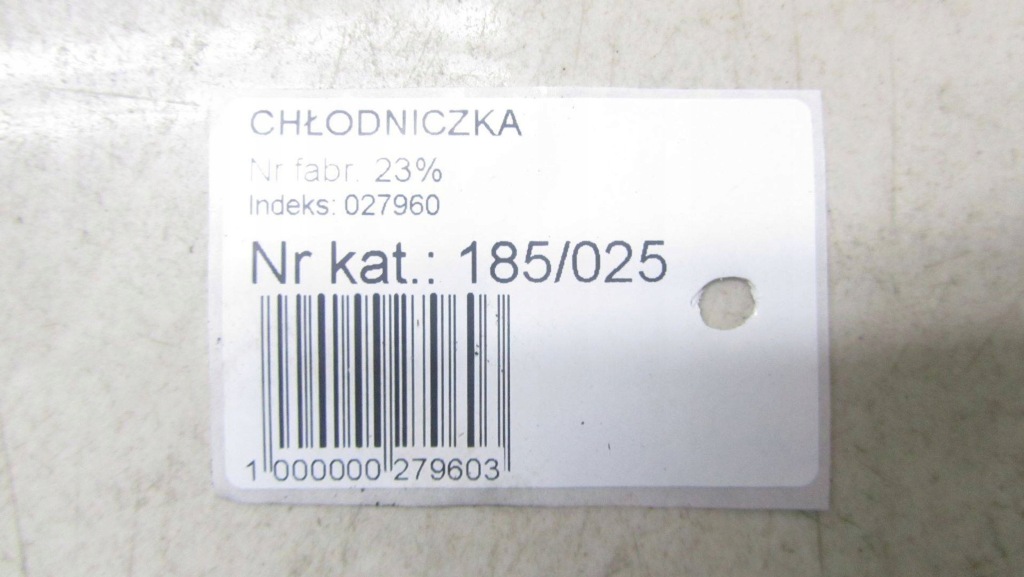 CHŁODNICZKA
Nr fabr. 23%
Indeks: 027960
Nr kat.: 185/025
1 000000 279603